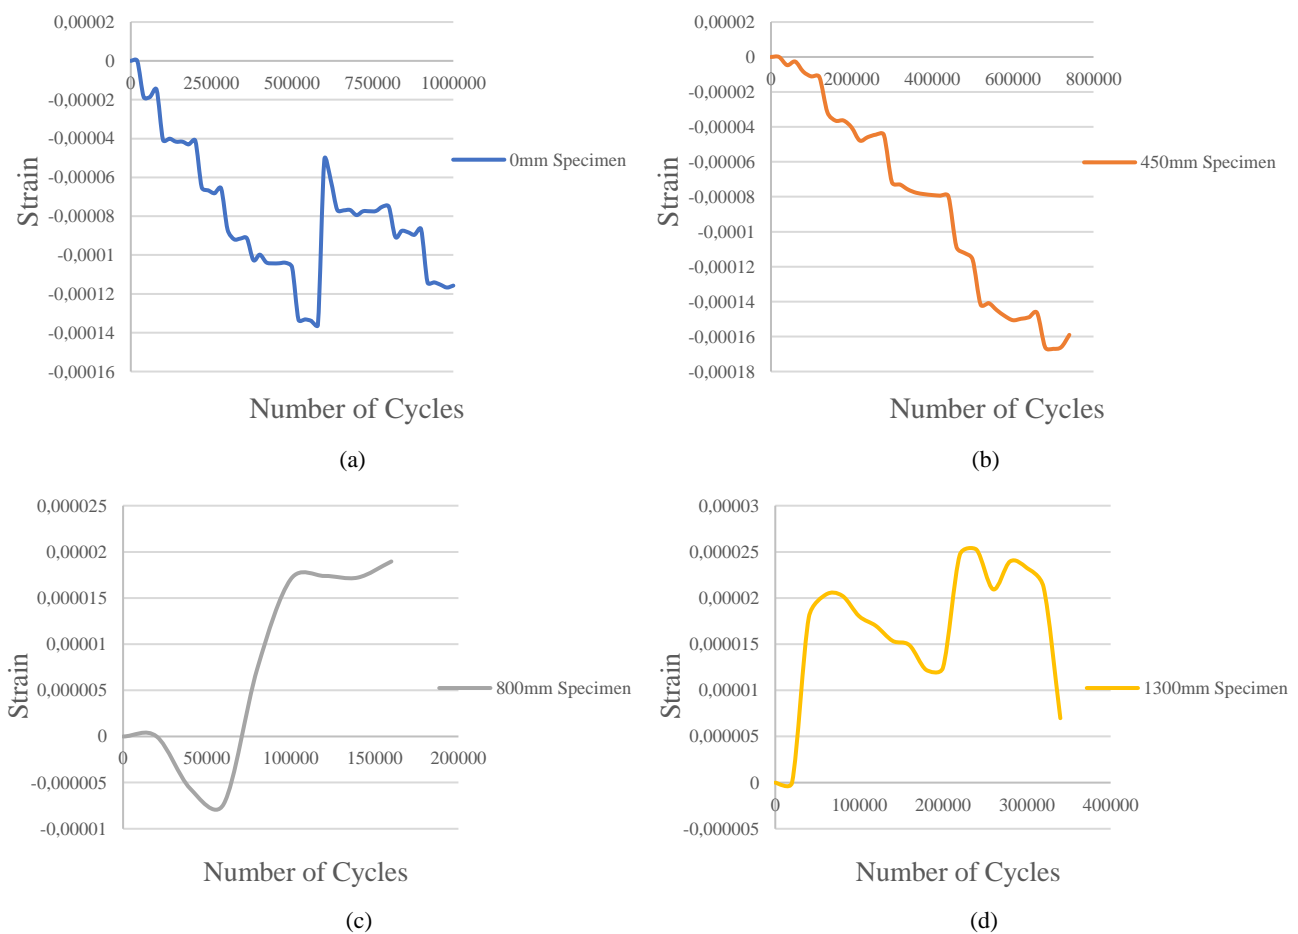 0,00002
0
-0,00002
-0,00004
-0,00006
-0,00008
-0,0001
-0,00012
-0,00014
-0,00016
0 250000 500000 750000 1000000
Strain
0mm Specimen
Number of Cycles
(a)
0,00002
0
-0,00002
-0,00004
-0,00006
-0,00008
-0,0001
-0,00012
-0,00014
-0,00016
-0,00018
0 200000 400000 600000 800000
Strain
450mm Specimen
Number of Cycles
(b)
0,000025
0,00002
0,000015
0,00001
0,000005
0
-0,000005
-0,00001
0 50000 100000 150000 200000
Strain
800mm Specimen
Number of Cycles
(c)
0,00003
0,000025
0,00002
0,000015
0,00001
0,000005
0
-0,000005
0 100000 200000 300000 400000
Strain
1300mm Specimen
Number of Cycles
(d)